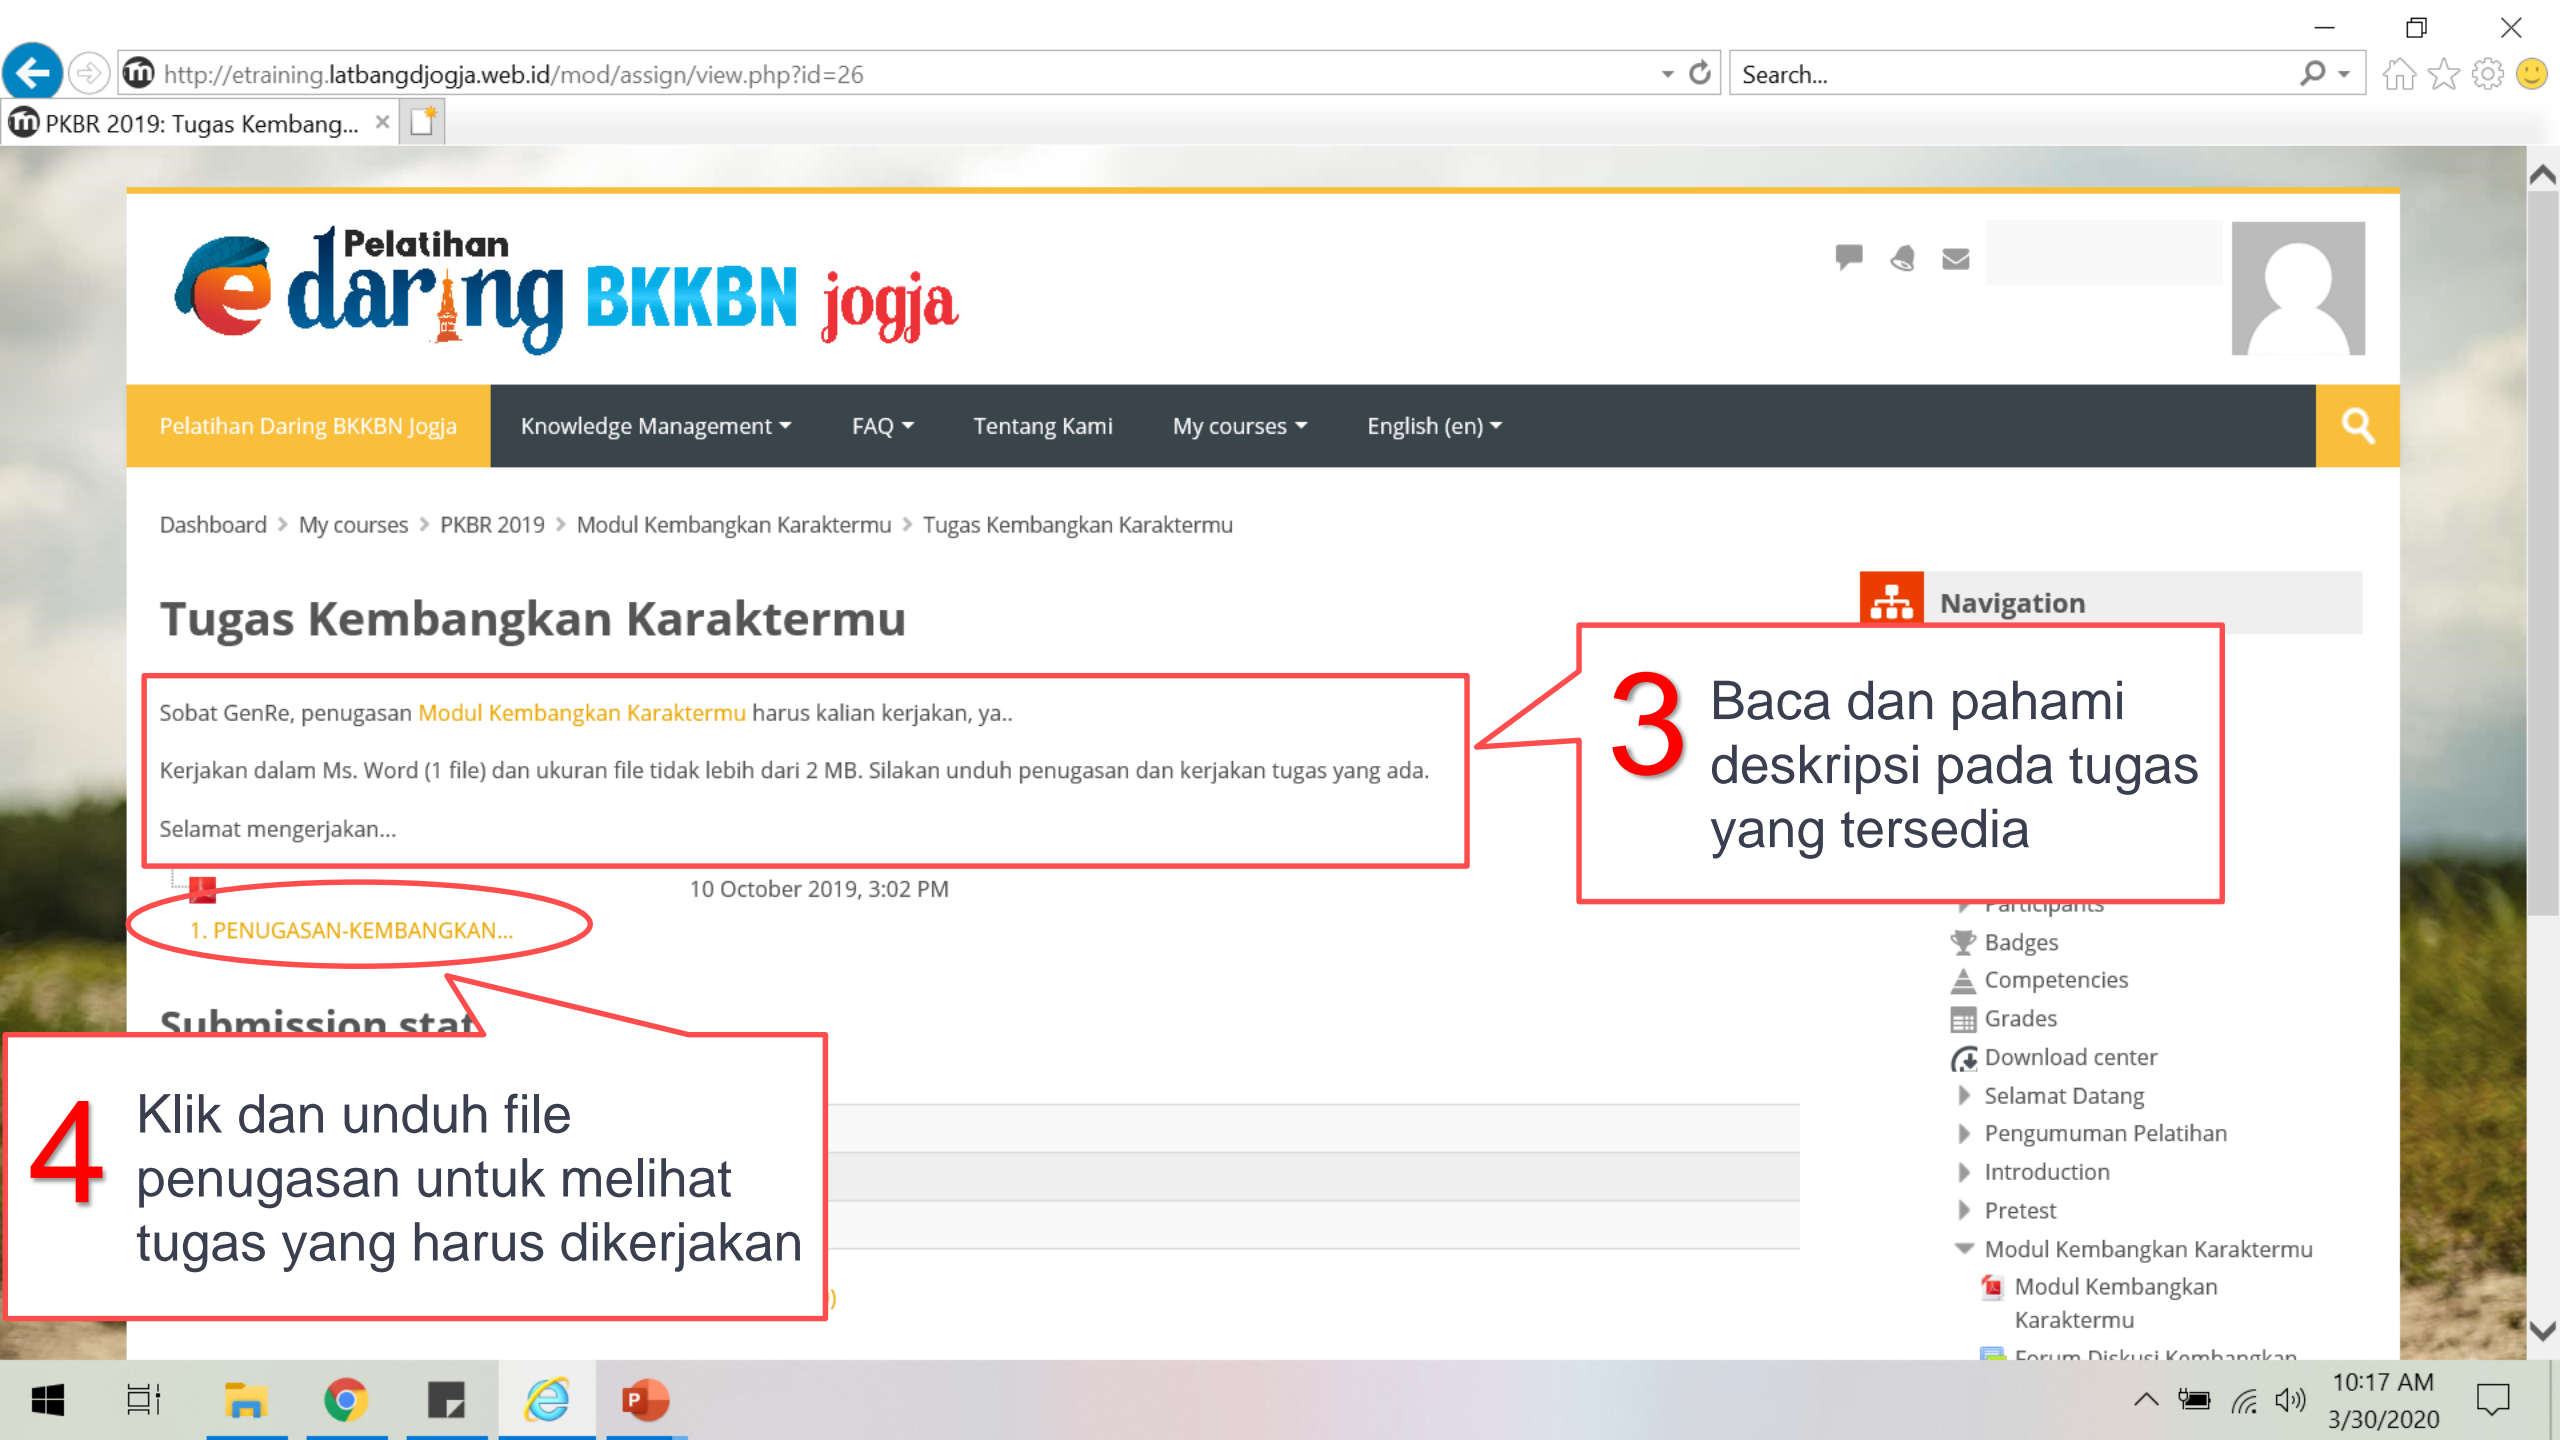 http://etraining.latbangdjogja.web.id/mod/assign/view.php?id=26
Search...
PKBR 2019: Tugas Kembang...
Pelatihan
e daring BKKBN jogja
Pelatihan Daring BKKBN Jogja
Knowledge Management
FAQ
Tentang Kami
My courses
English (en)
Dashboard > My courses > PKBR 2019 > Modul Kembangkan Karaktermu > Tugas Kembangkan Karaktermu
Tugas Kembangkan Karaktermu
Navigation
Sobat GenRe, penugasan Modul Kembangkan Karaktermu harus kalian kerjakan, ya..
Kerjakan dalam Ms. Word (1 file) dan ukuran file tidak lebih dari 2 MB. Silakan unduh penugasan dan kerjakan tugas yang ada.
Selamat mengerjakan...
3
Baca dan pahami
deskripsi pada tugas
yang tersedia
10 October 2019, 3:02 PM
1. PENUGASAN-KEMBANGKAN...
Submission stat
4
Klik dan unduh file
penugasan untuk melihat
tugas yang harus dikerjakan
Participants
Badges
Competencies
Grades
Download center
Selamat Datang
Pengumuman Pelatihan
Introduction
Pretest
Modul Kembangkan Karaktermu
Modul Kembangkan
Karaktermu
Forum Diskusi Kembangkan
10:17 AM
3/30/2020